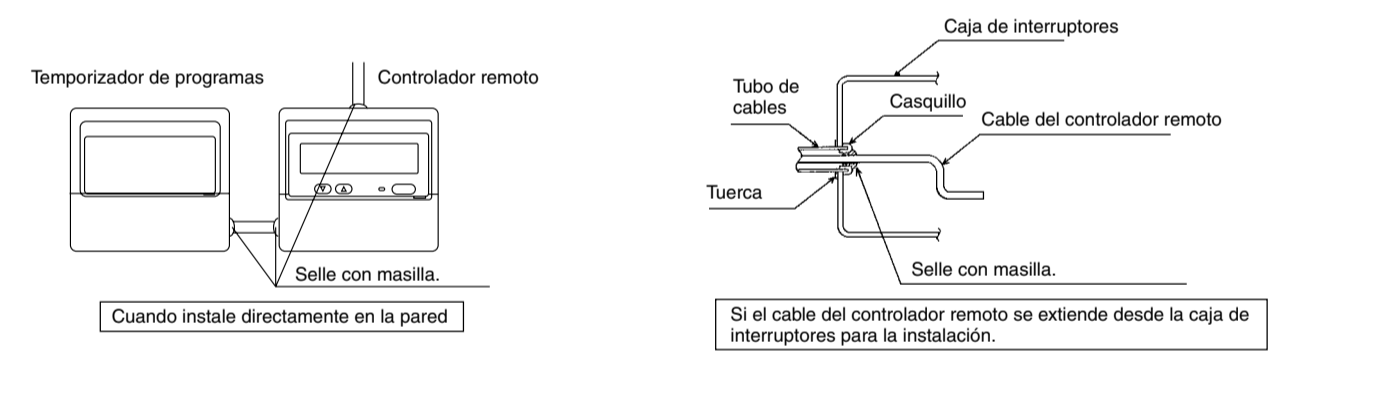 Temporizador de programas
Controlador remoto
Selle con masilla.
Cuando instale directamente en la pared
Caja de interruptores
Tubo de
cables
Casquillo
Cable del controlador remoto
Tuerca
Selle con masilla.
Si el cable del controlador remoto se extiende desde la caja de
interruptores para la instalación.